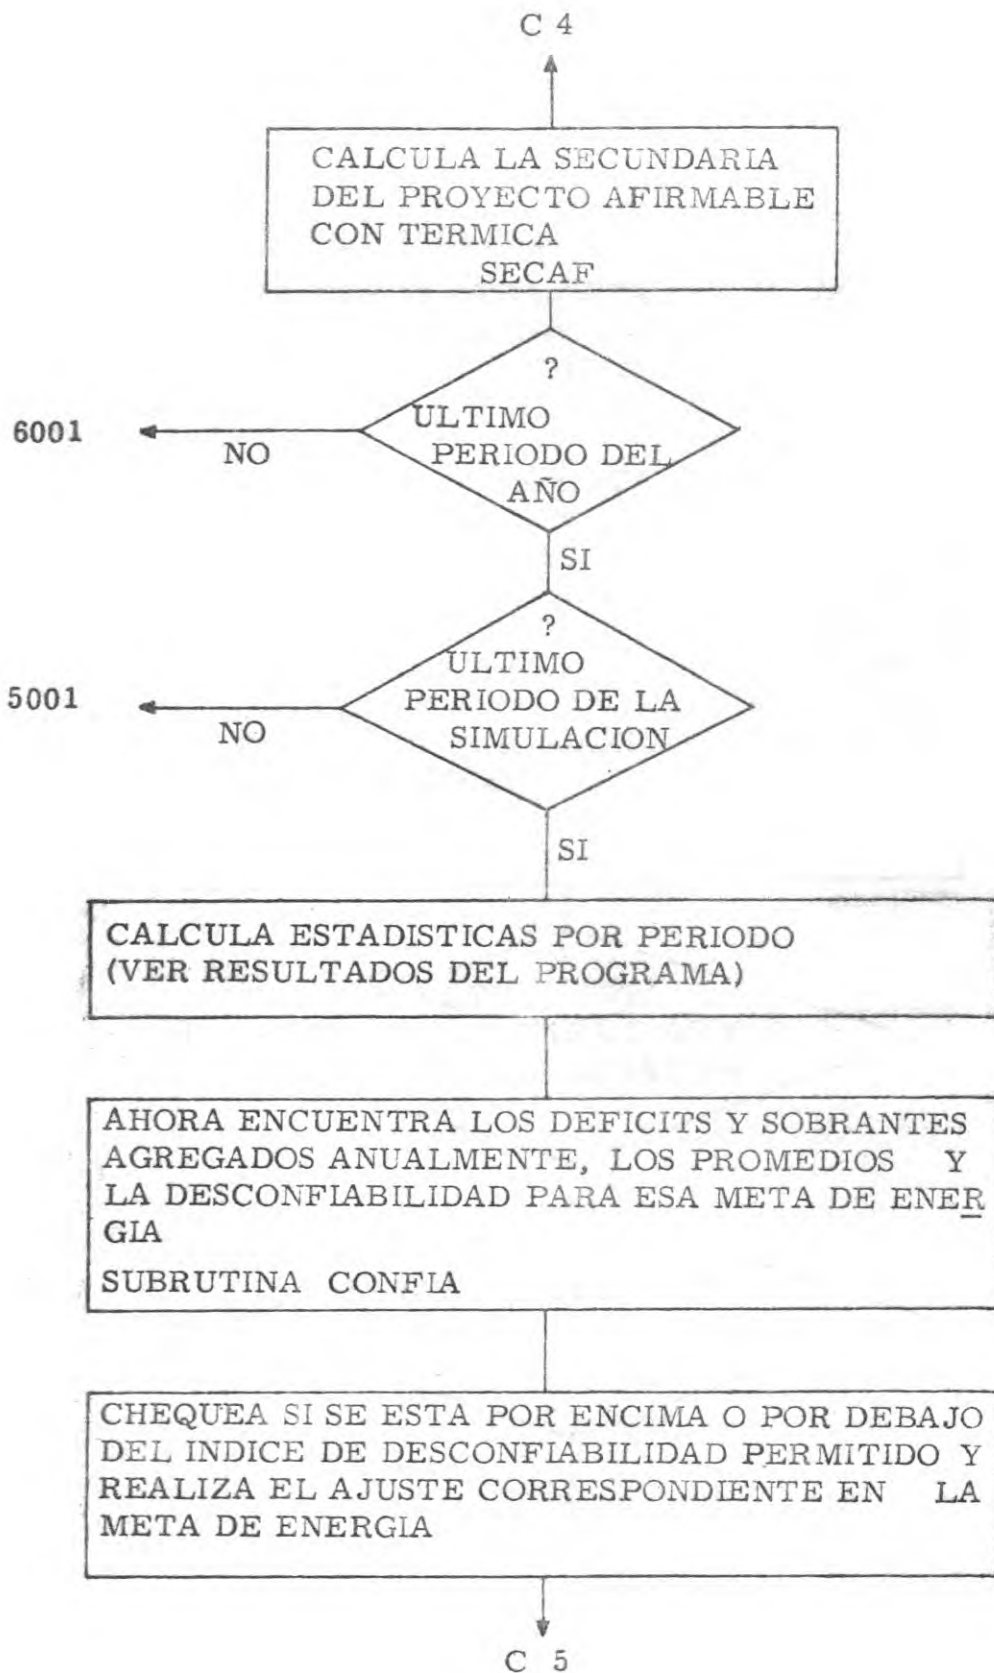 C 4
CALCULA LA SECUNDARIA
DEL PROYECTO AFIRMABLE
CON TERMICA
SECAF
?
ULTIMO
PERIODO DEL
AÑO
6001
NO
SI
?
ULTIMO
PERIODO DE LA
SIMULACION
5001
NO
SI
CALCULA ESTADISTICAS POR PERIODO
(VER RESULTADOS DEL PROGRAMA)
AHORA ENCUENTRA LOS DEFICITS Y SOBRANTES
AGREGADOS ANUALMENTE, LOS PROMEDIOS Y
LA DESCONFIABILIDAD PARA ESA META DE ENER
GIA
SUBRUTINA CONFIA
CHEQUEA SI SE ESTA POR ENCIMA O POR DEBAJO
DEL INDICE DE DESCONFIABILIDAD PERMITIDO Y
REALIZA EL AJUSTE CORRESPONDIENTE EN LA
META DE ENERGIA
C 5